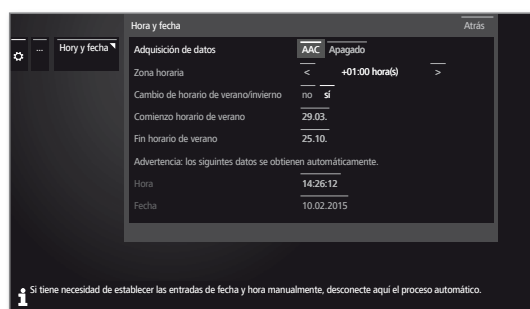 Hora y fecha Atrás
... Hory y fecha
Adquisición de datos AAC Apagado
Zona horaria < +01:00 hora(s) >
Cambio de horario de verano/invierno no sí
Comienzo horario de verano 29.03.
Fin horario de verano 25.10.
Advertencia: los siguintes datos se obtienen automáticamente.
Hora 14:26:12
Fecha 10.02.2015
Si tiene necesidad de establecer las entradas de fecha y hora manualmente, desconecte aquí el proceso automático.